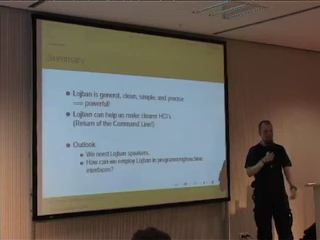 Summary
Lojban is general, clean, simple, and precise
⟹ powerful!
Lojban can help us make clearer HCI's
(Return of the Command Line!)
Outlook
We need Lojban speakers.
How can we employ Lojban in programming/machine
interfaces?